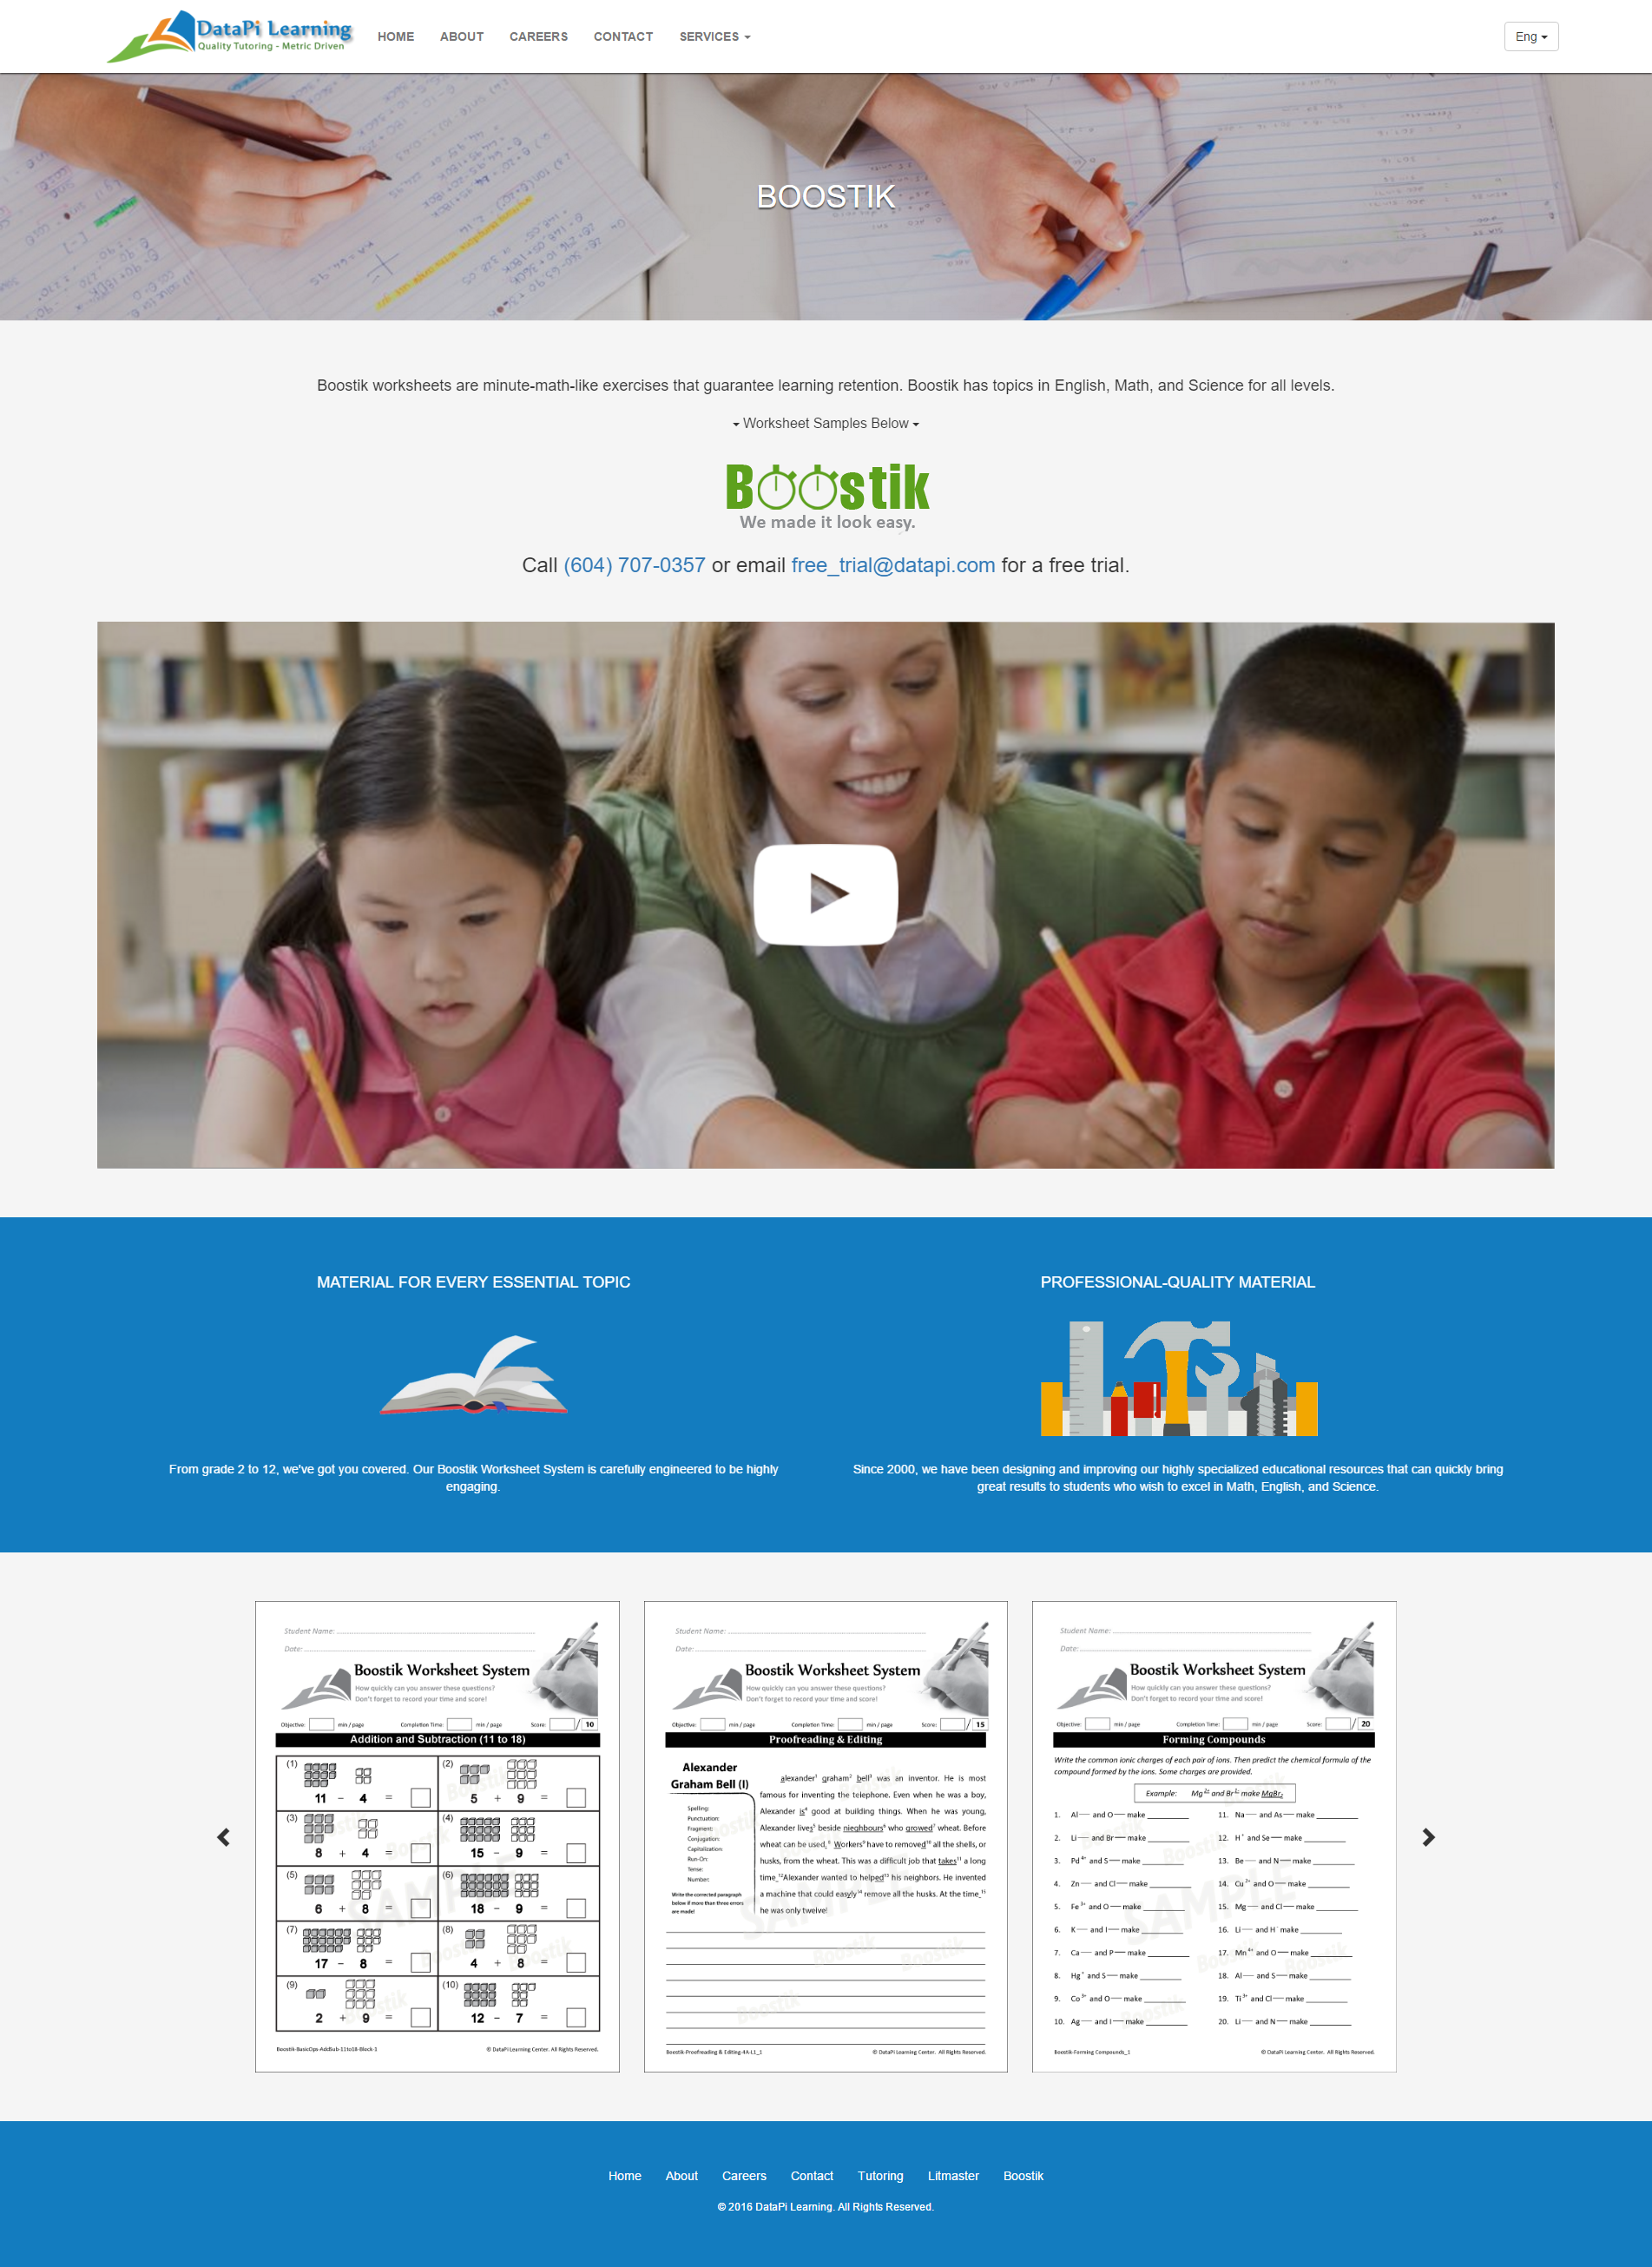 DataPi Learning
Quality Tutoring - Metric Driven
HOME ABOUT CAREERS CONTACT SERVICES
Eng
BOOSTIK
Boostik worksheets are minute-math-like exercises that guarantee learning retention. Boostik has topics in English, Math, and Science for all levels.
Worksheet Samples Below
Boostik
We made it look easy.
Call (604) 707-0357 or email free_trial@datapi.com for a free trial.
MATERIAL FOR EVERY ESSENTIAL TOPIC
From grade 2 to 12, we've got you covered. Our Boostik Worksheet System is carefully engineered to be highly
engaging.
PROFESSIONAL-QUALITY MATERIAL
Since 2000, we have been designing and improving our highly specialized educational resources that can quickly bring
great results to students who wish to excel in Math, English, and Science.
Student Name:
Date:
Boostik Worksheet System
How quickly can you answer these questions?
Don't forget to record your time and score!
Objective: min / page Completion Time: min / page Score: / 10
Addition and Subtraction (11 to 18)
(1) 11 - 4 =
(2) 5 + 9 =
(3) 8 + 4 =
(4) 15 - 9 =
(5) 6 + 8 =
(6) 18 - 9 =
(7) 17 - 8 =
(8) 4 + 8 =
(9) 2 + 9 =
(10) 12 - 7 =
Boostik-BasicOps-AddSub-11to18-Block-1
© DataPi Learning Center. All Rights Reserved.
Student Name:
Date:
Boostik Worksheet System
How quickly can you answer these questions?
Don't forget to record your time and score!
Objective: min / page Completion Time: min / page Score: / 15
Proofreading & Editing
Alexander
Graham Bell (I)
Spelling:
Punctuation:
Fragment:
Conjugation:
Capitalization:
Run-On:
Tense:
Number:
Write the corrected paragraph
below if more than three errors
are made!
alexander¹ graham² bell³ was an inventor. He is most
famous for inventing the telephone. Even when he was a boy,
Alexander is⁴ good at building things. When he was young,
Alexander lives⁵ beside nieghbours⁶ who growed⁷ wheat. Before
wheat can be used,⁸ Workers⁹ have to removed¹⁰ all the shells, or
husks, from the wheat. This was a difficult job that takes¹¹ a long
time ¹²Alexander wanted to helped¹³ his neighbors. He invented
a machine that could easyly¹⁴ remove all the husks. At the time ¹⁵
he was only twelve!
Boostik-Proofreading & Editing-4A-L1_1
© DataPi Learning Center. All Rights Reserved.
Student Name:
Date:
Boostik Worksheet System
How quickly can you answer these questions?
Don't forget to record your time and score!
Objective: min / page Completion Time: min / page Score: / 20
Forming Compounds
Write the common ionic charges of each pair of ions. Then predict the chemical formula of the
compound formed by the ions. Some charges are provided.
Example: Mg²⁺ and Br¹⁻ make MgBr₂
1. Al and O make
2. Li and Br make
3. Pd⁴⁺ and S make
4. Zn and Cl make
5. Fe³⁺ and O make
6. K and I make
7. Ca and P make
8. Hg⁺ and S make
9. Co³⁺ and O make
10. Ag and I make
11. Na and As make
12. H⁺ and Se make
13. Be and N make
14. Cu²⁺ and O make
15. Mg and Cl make
16. Li and H⁻ make
17. Mn⁴⁺ and O make
18. Al and S make
19. Ti³⁺ and Cl make
20. Li and N make
Boostik-Forming Compounds_1
© DataPi Learning Center. All Rights Reserved.
Home About Careers Contact Tutoring Litmaster Boostik
© 2016 DataPi Learning. All Rights Reserved.